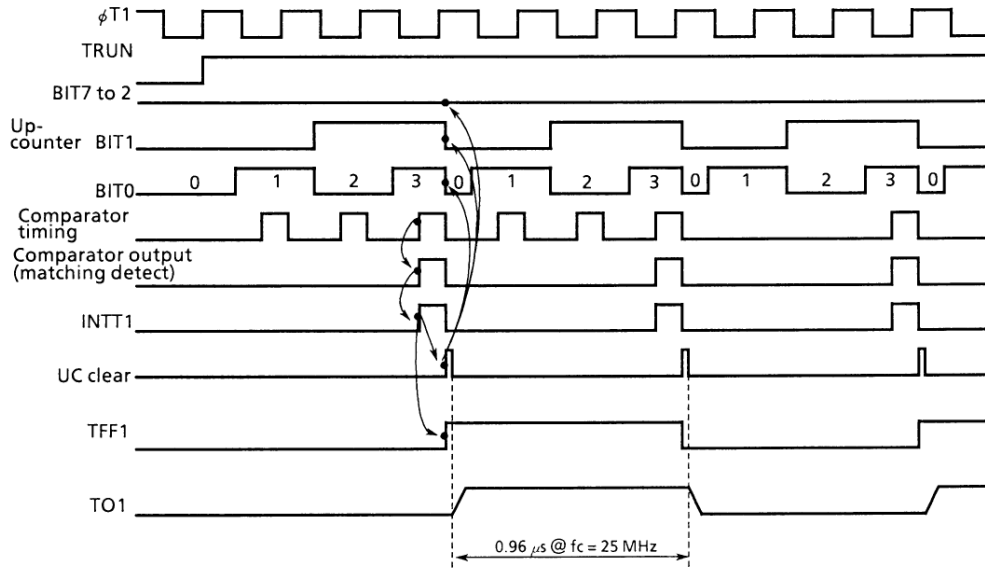 φT1
TRUN
BIT7 to 2
Up-
counter BIT1
BIT0 0 1 2 3 0 1 2 3 0 1 2 3 0
Comparator
timing
Comparator output
(matching detect)
INTT1
UC clear
TFF1
TO1
0.96 μs @ fc = 25 MHz